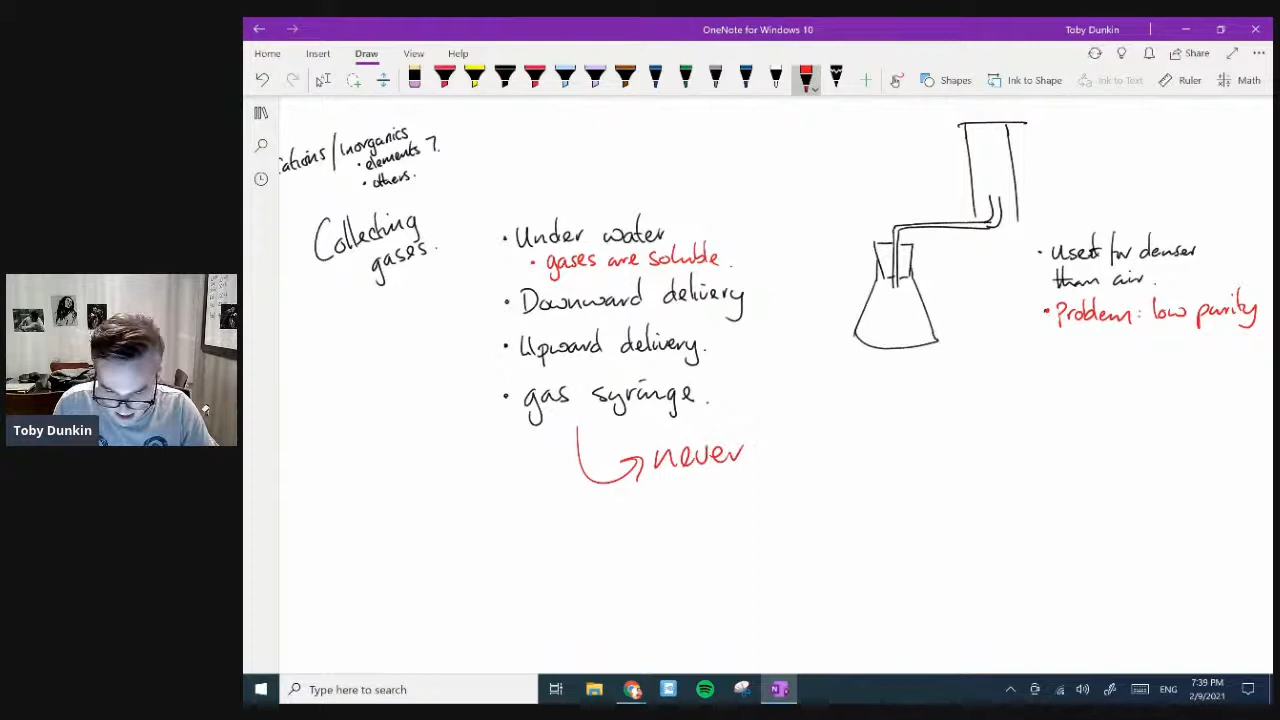 OneNote for Windows 10
Toby Dunkin
Home
Insert
Draw
View
Help
Share
Shapes
Ink to Shape
Ink to Text
Ruler
Math
ations/Inorganics
• elements 7.
• others.
Collecting
gases.
• Under water
• gases are soluble.
• Downward delivery
• Upward delivery.
• gas syringe.
never
• Used for denser
than air.
• Problem: low purity
Toby Dunkin
Type here to search
ENG
7:39 PM
2/9/2021